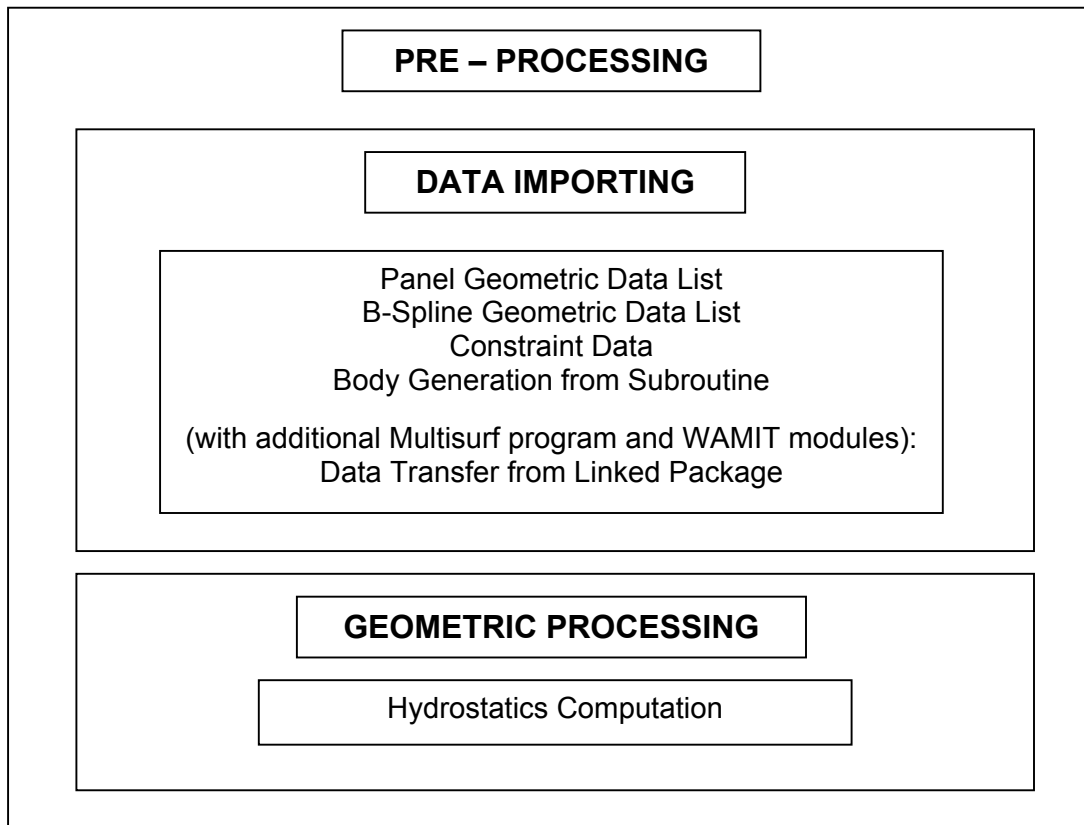 PRE – PROCESSING
DATA IMPORTING
Panel Geometric Data List
B-Spline Geometric Data List
Constraint Data
Body Generation from Subroutine
(with additional Multisurf program and WAMIT modules):
Data Transfer from Linked Package
GEOMETRIC PROCESSING
Hydrostatics Computation